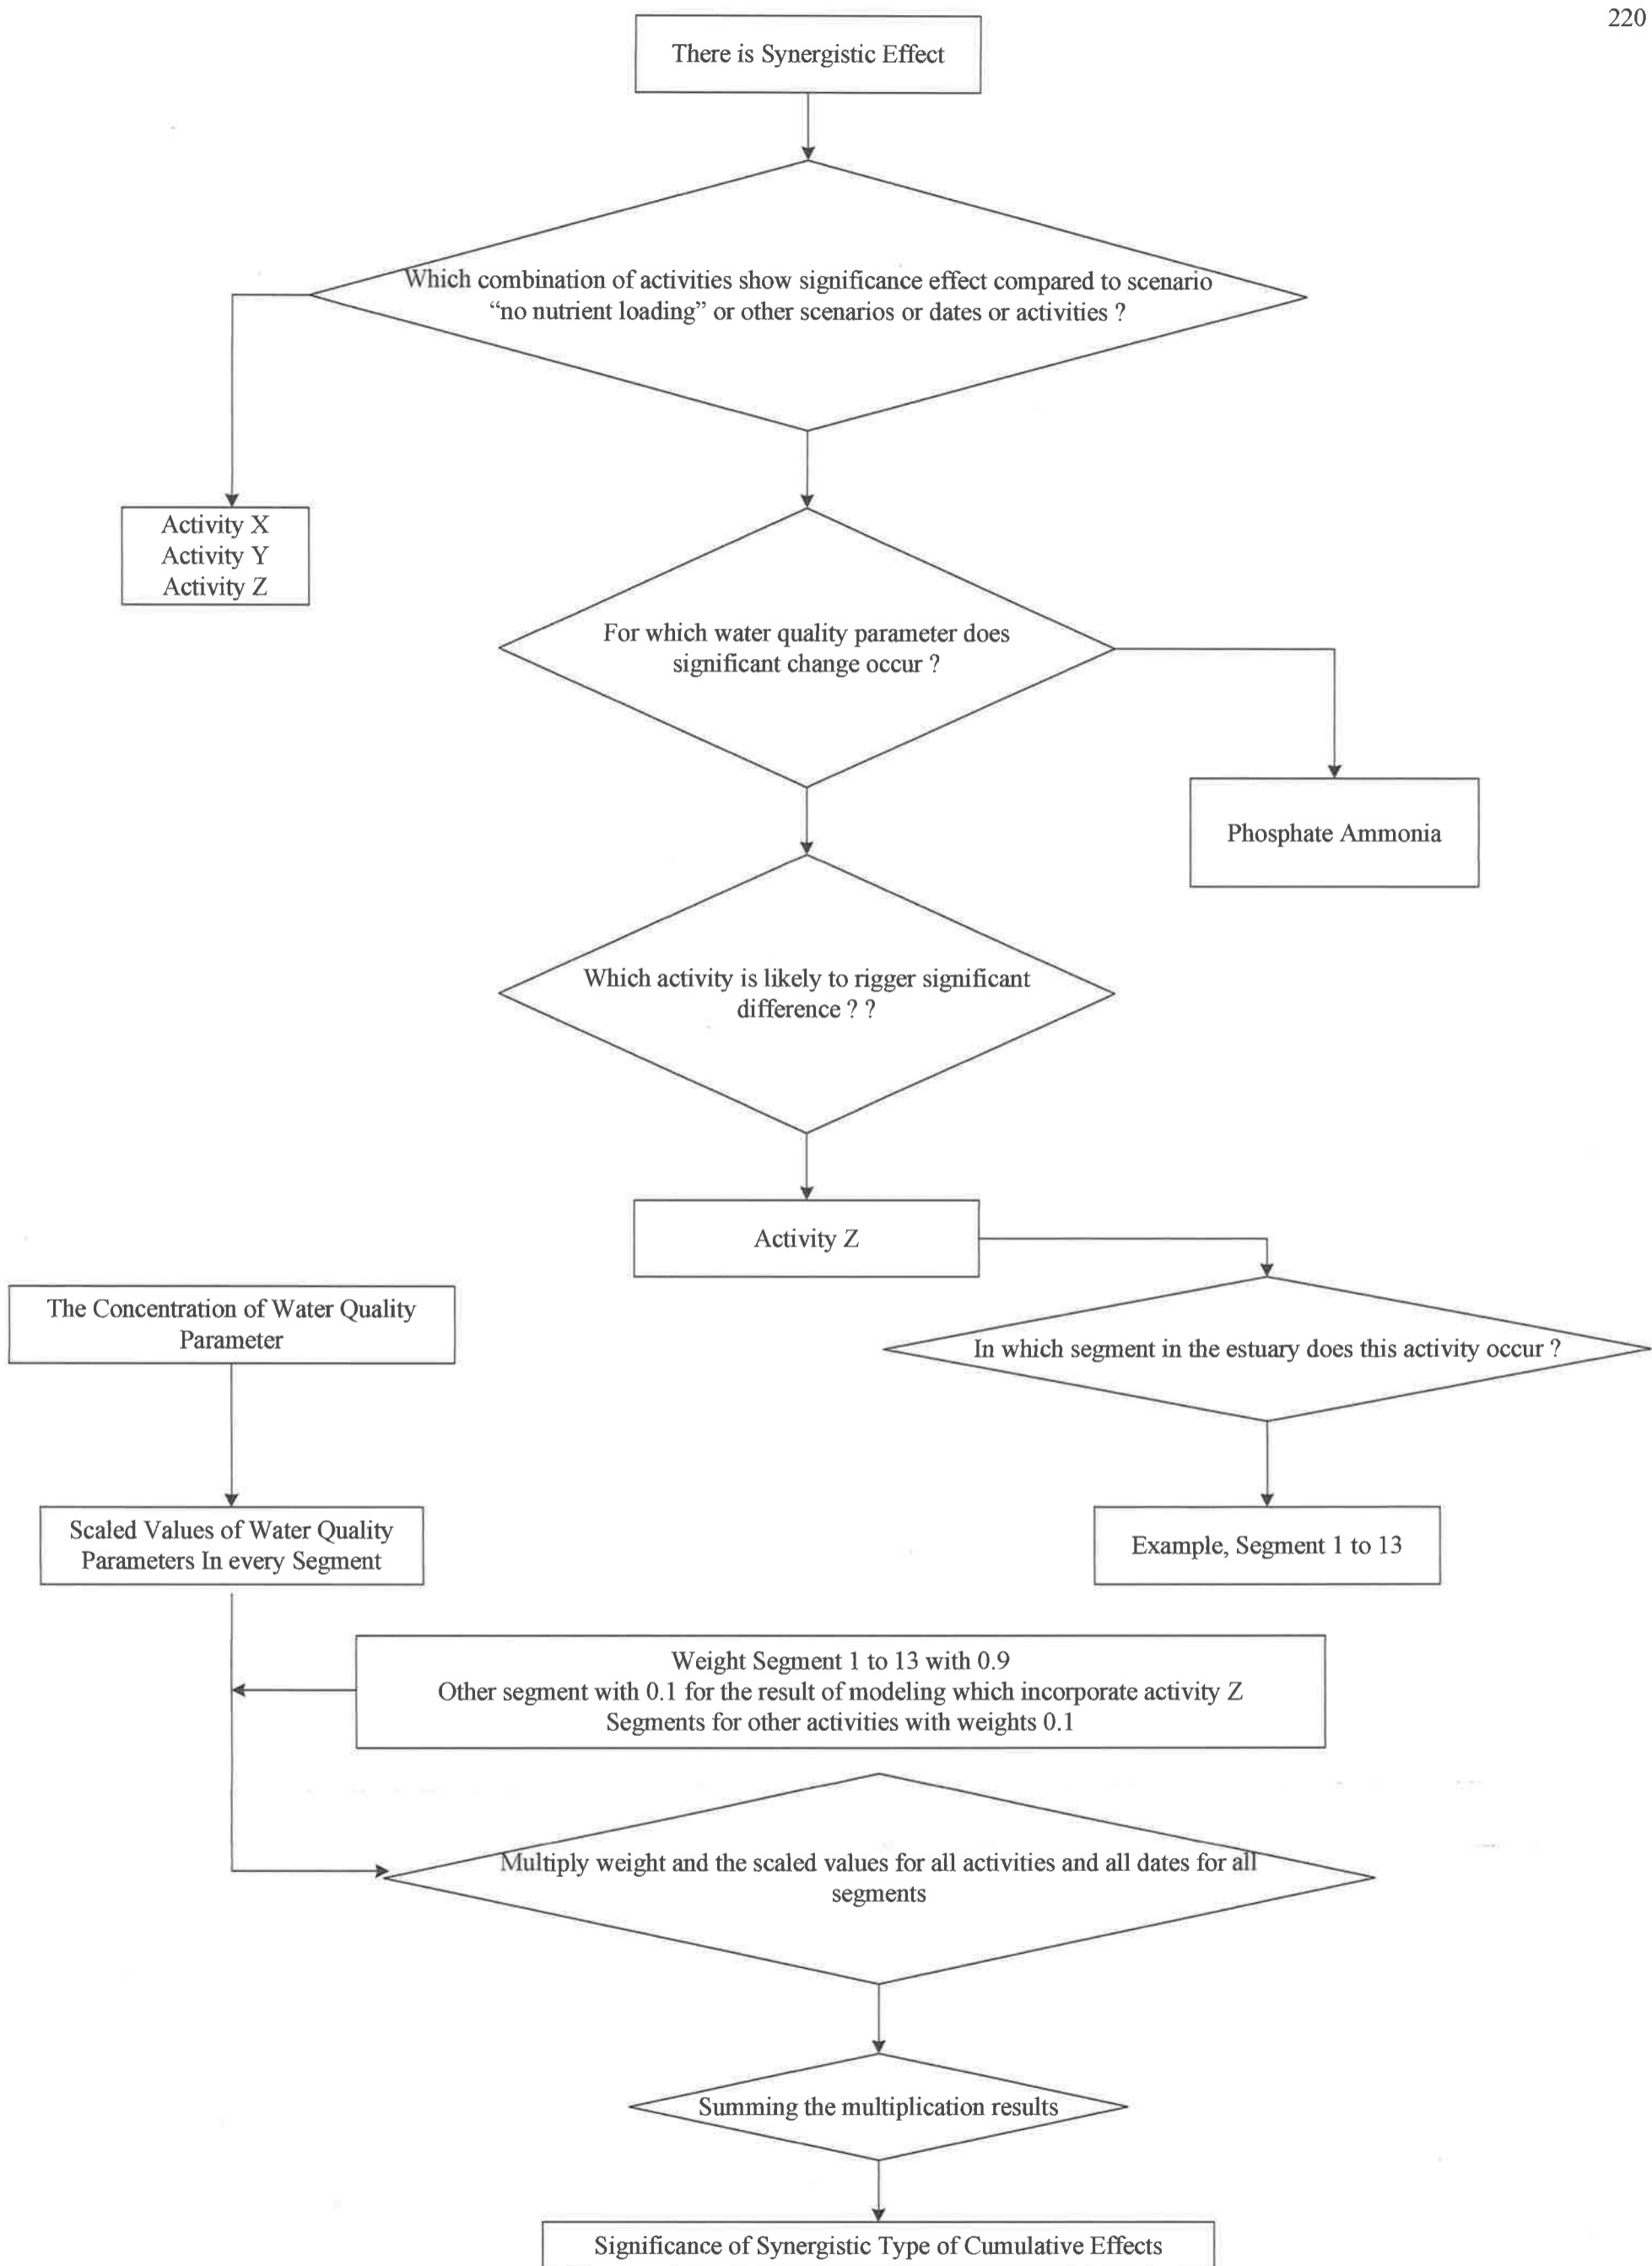 220
There is Synergistic Effect
Which combination of activities show significance effect compared to scenario
“no nutrient loading” or other scenarios or dates or activities ?
Activity X
Activity Y
Activity Z
For which water quality parameter does
significant change occur ?
Phosphate Ammonia
Which activity is likely to rigger significant
difference ? ?
Activity Z
The Concentration of Water Quality
Parameter
In which segment in the estuary does this activity occur ?
Scaled Values of Water Quality
Parameters In every Segment
Example, Segment 1 to 13
Weight Segment 1 to 13 with 0.9
Other segment with 0.1 for the result of modeling which incorporate activity Z
Segments for other activities with weights 0.1
Multiply weight and the scaled values for all activities and all dates for all
segments
Summing the multiplication results
Significance of Synergistic Type of Cumulative Effects